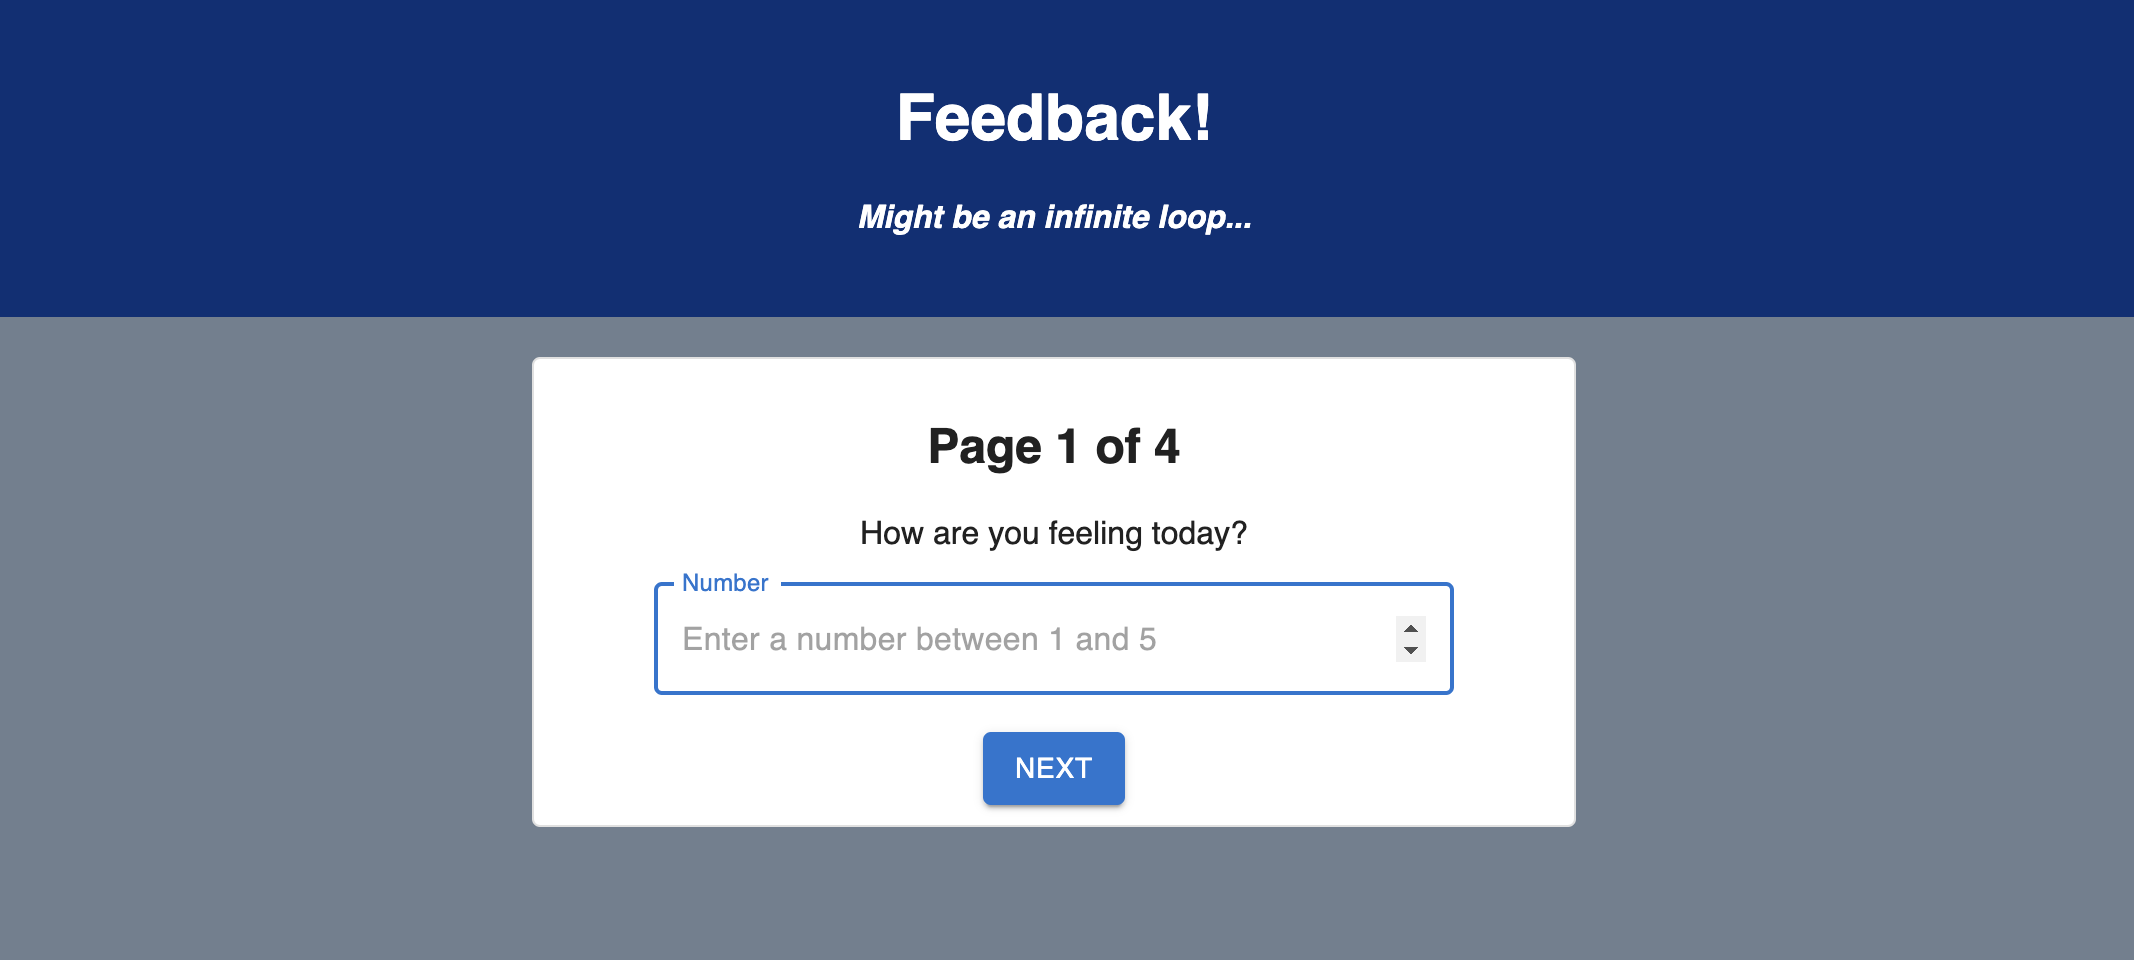 Feedback!
Might be an infinite loop...
Page 1 of 4
How are you feeling today?
Number
Enter a number between 1 and 5
NEXT